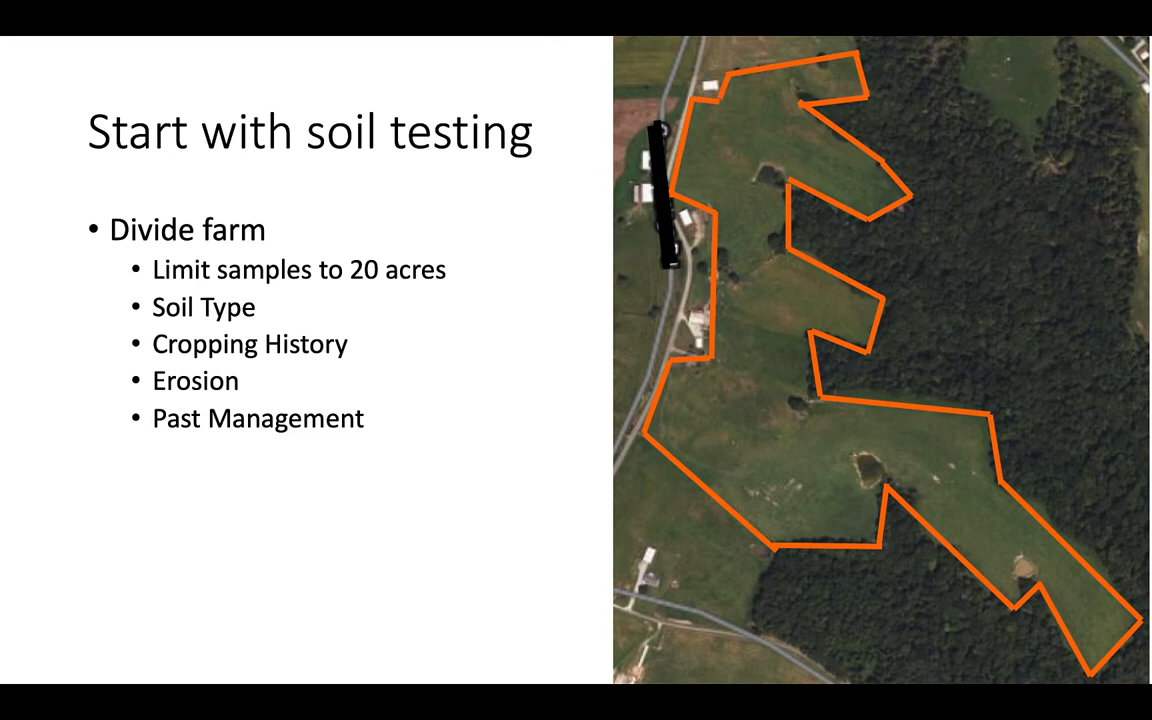 Start with soil testing
• Divide farm
• Limit samples to 20 acres
• Soil Type
• Cropping History
• Erosion
• Past Management